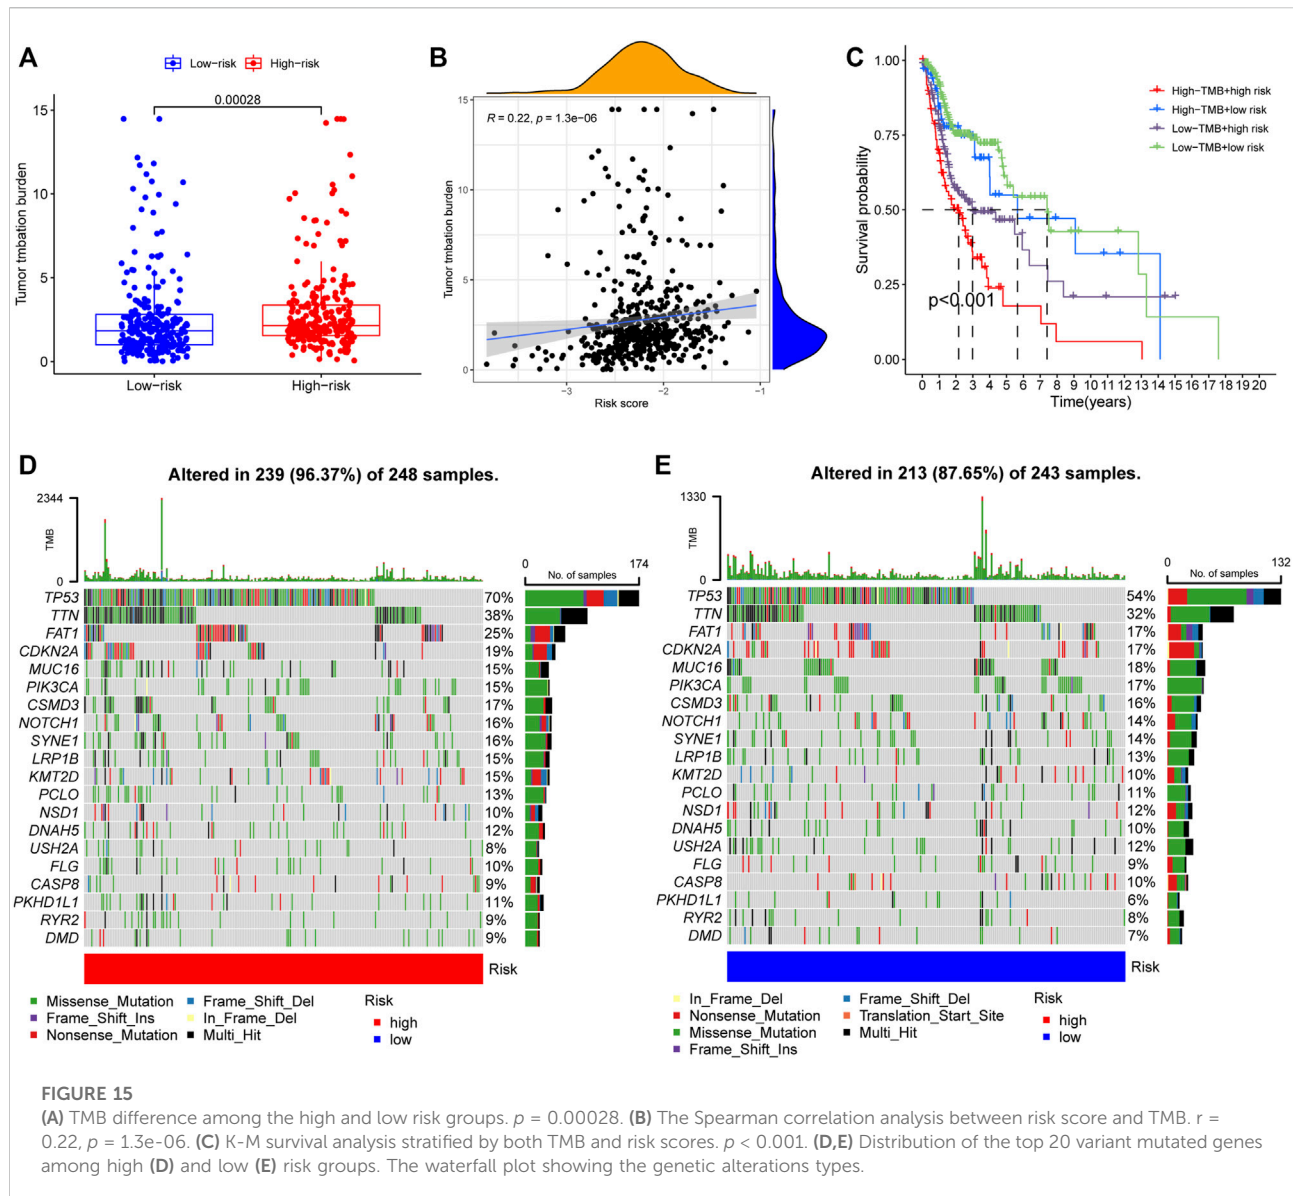 A
Low-risk High-risk
0.00028
Tumor tmbation burden
15
10
5
0
Low-risk High-risk
B
R = 0.22, p = 1.3e-06
Tumor tmbation burden
15
10
5
0
-3 -2 -1
Risk score
C
High-TMB+high risk
High-TMB+low risk
Low-TMB+high risk
Low-TMB+low risk
Survival probability
1.00
0.75
0.50
0.25
0.00
p<0.001
0 1 2 3 4 5 6 7 8 9 10 11 12 13 14 15 16 17 18 19 20
Time(years)
D
Altered in 239 (96.37%) of 248 samples.
2344
TMB
0
0 174
No. of samples
TP53 70%
TTN 38%
FAT1 25%
CDKN2A 19%
MUC16 15%
PIK3CA 15%
CSMD3 17%
NOTCH1 16%
SYNE1 16%
LRP1B 15%
KMT2D 15%
PCLO 13%
NSD1 10%
DNAH5 12%
USH2A 8%
FLG 10%
CASP8 9%
PKHD1L1 11%
RYR2 9%
DMD 9%
Risk
Missense_Mutation Frame_Shift_Del Risk
Frame_Shift_Ins In_Frame_Del high
Nonsense_Mutation Multi_Hit low
E
Altered in 213 (87.65%) of 243 samples.
1330
TMB
0
0 132
No. of samples
TP53 54%
TTN 32%
FAT1 17%
CDKN2A 17%
MUC16 18%
PIK3CA 17%
CSMD3 16%
NOTCH1 14%
SYNE1 14%
LRP1B 13%
KMT2D 10%
PCLO 11%
NSD1 12%
DNAH5 10%
USH2A 12%
FLG 9%
CASP8 10%
PKHD1L1 6%
RYR2 8%
DMD 7%
Risk
In_Frame_Del Frame_Shift_Del Risk
Nonsense_Mutation Translation_Start_Site high
Missense_Mutation Multi_Hit low
Frame_Shift_Ins
FIGURE 15
(A) TMB difference among the high and low risk groups. p = 0.00028. (B) The Spearman correlation analysis between risk score and TMB. r =
0.22, p = 1.3e-06. (C) K-M survival analysis stratified by both TMB and risk scores. p < 0.001. (D,E) Distribution of the top 20 variant mutated genes
among high (D) and low (E) risk groups. The waterfall plot showing the genetic alterations types.